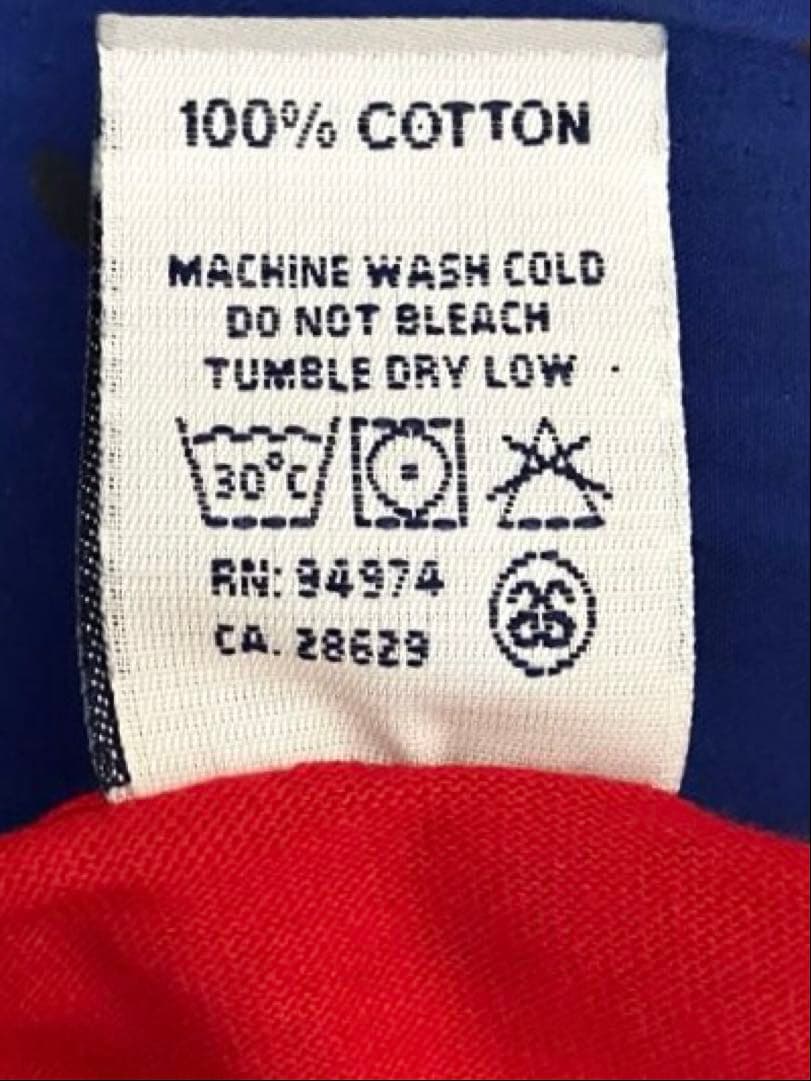 100% COTTON
MACHINE WASH COLD
DO NOT BLEACH
TUMBLE DRY LOW
30°C
RN: 94974
CA. 28629